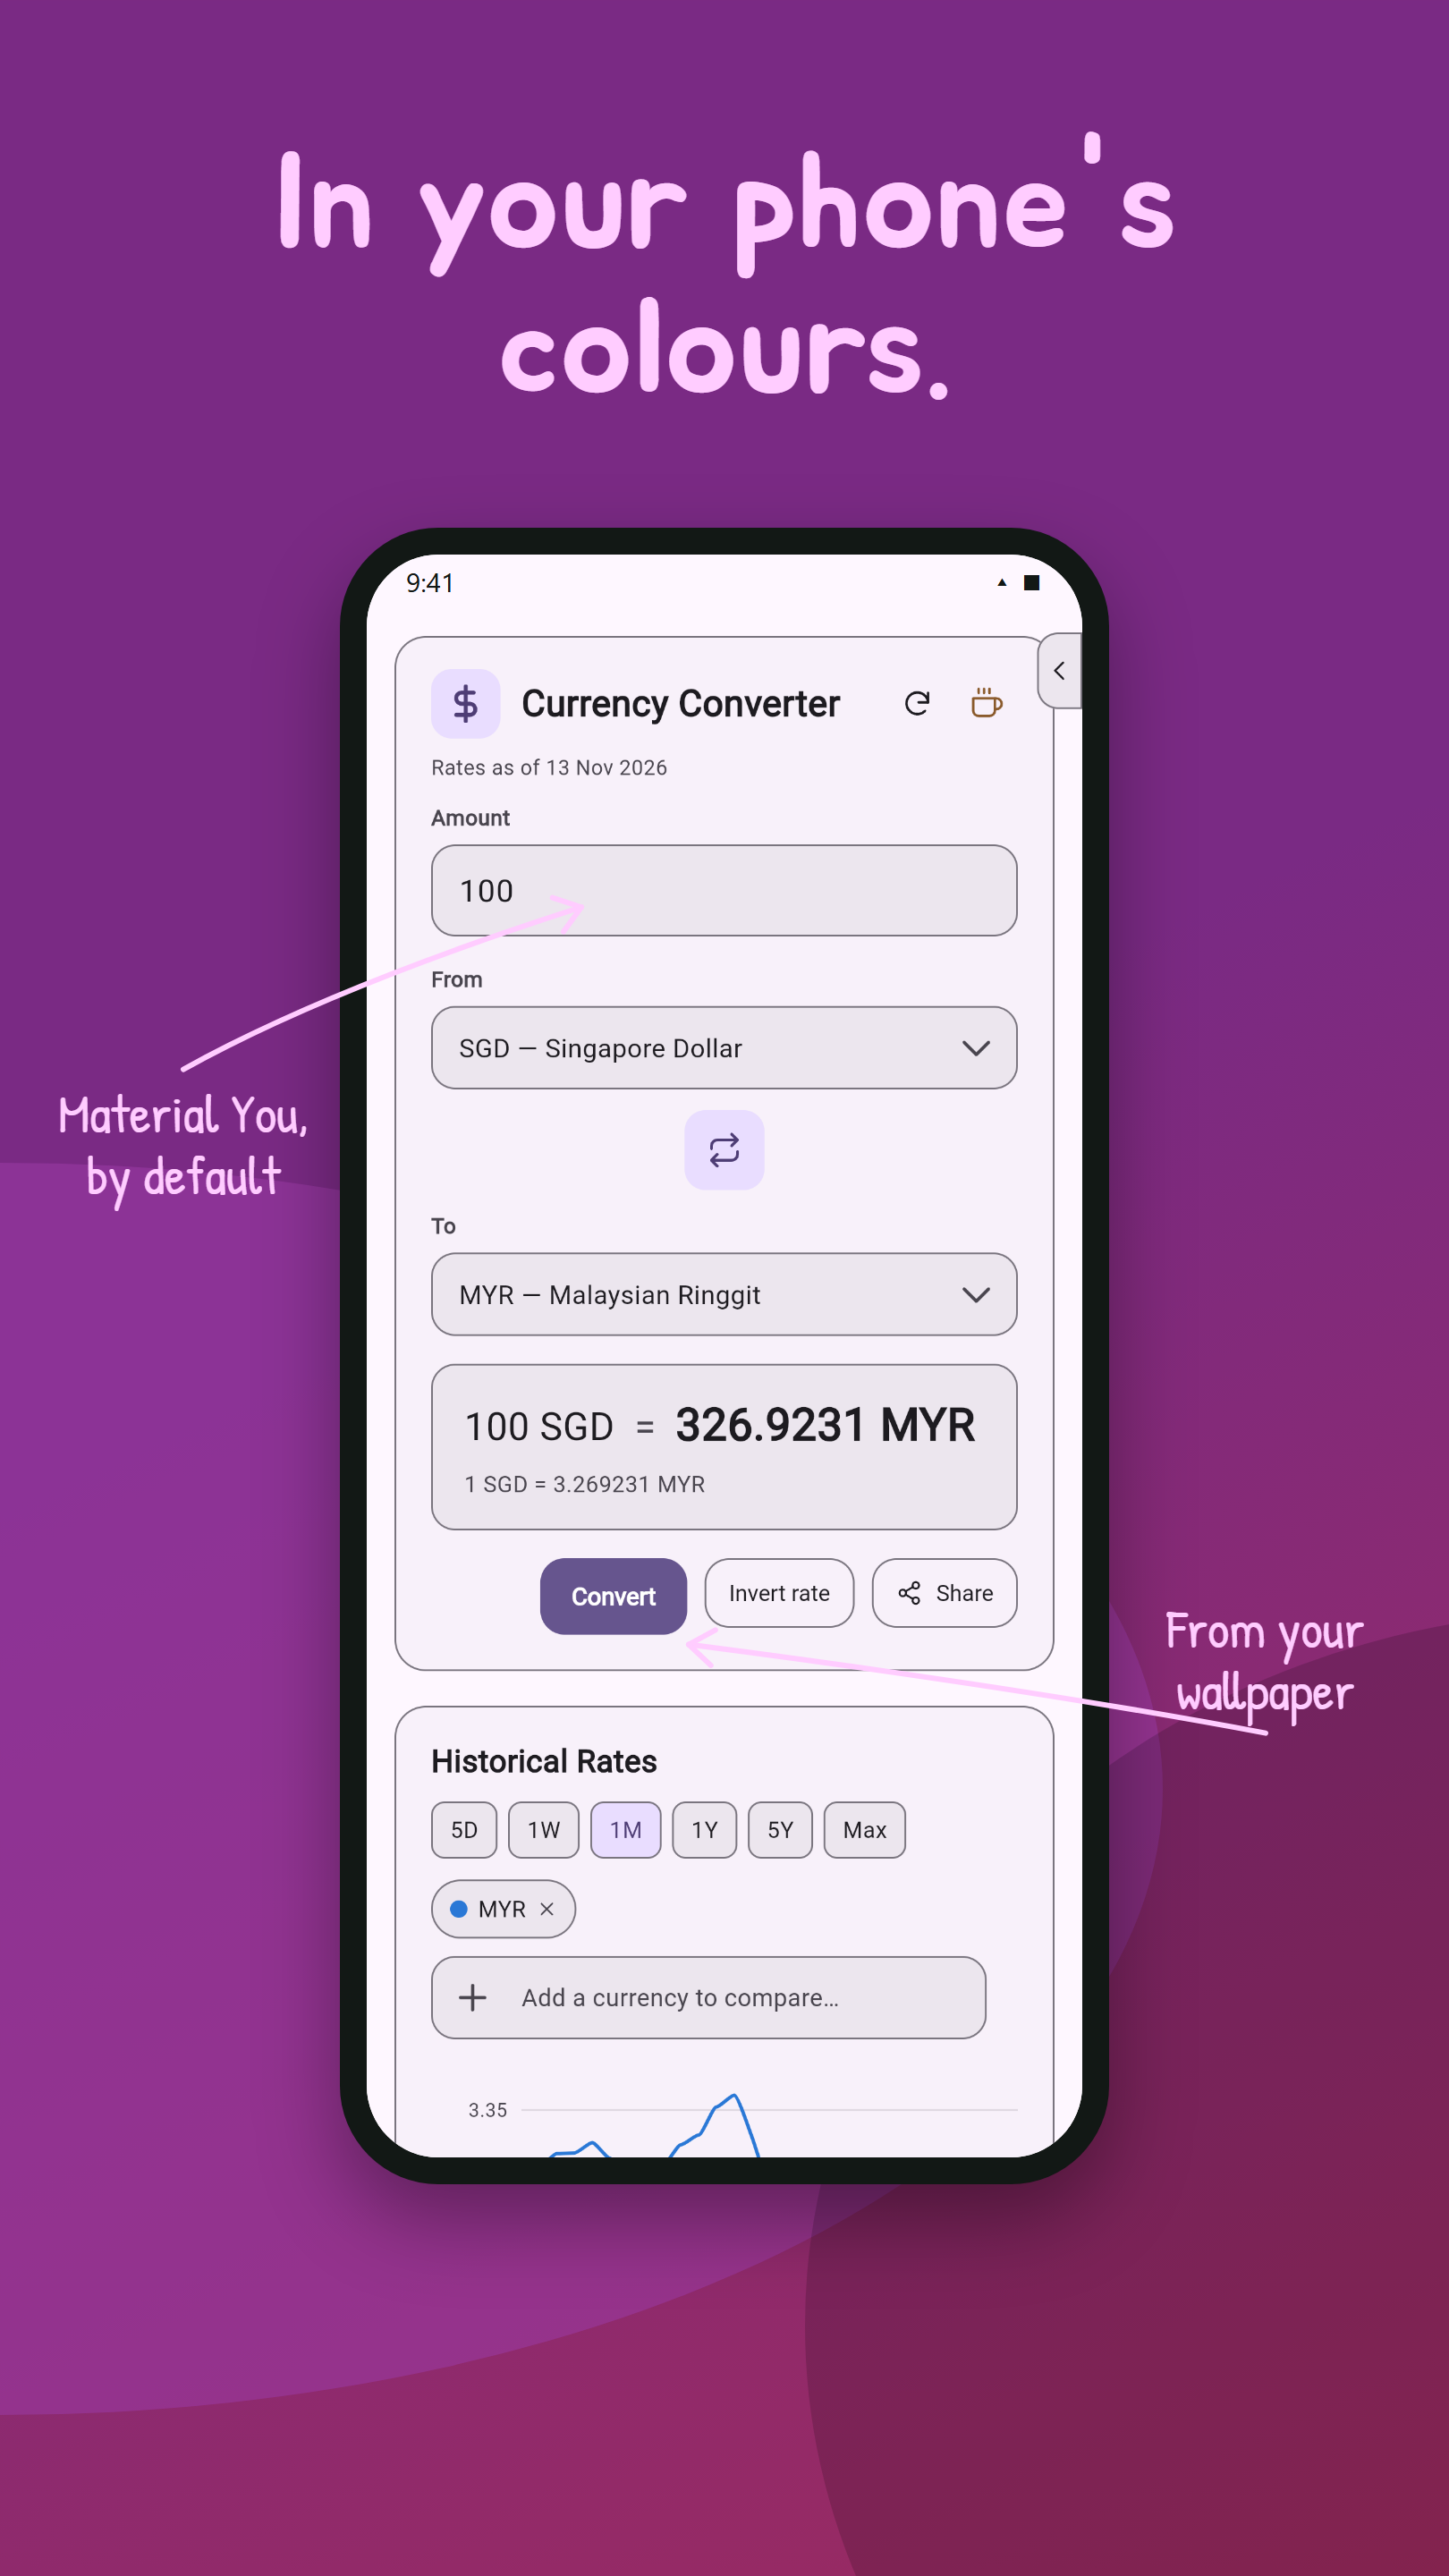 In your phone's
colours.
9:41
Currency Converter
Rates as of 13 Nov 2026
Amount
100
From
SGD — Singapore Dollar
Material You,
by default
To
MYR — Malaysian Ringgit
100 SGD = 326.9231 MYR
1 SGD = 3.269231 MYR
Convert Invert rate Share
From your
wallpaper
Historical Rates
5D 1W 1M 1Y 5Y Max
MYR ×
Add a currency to compare…
3.35